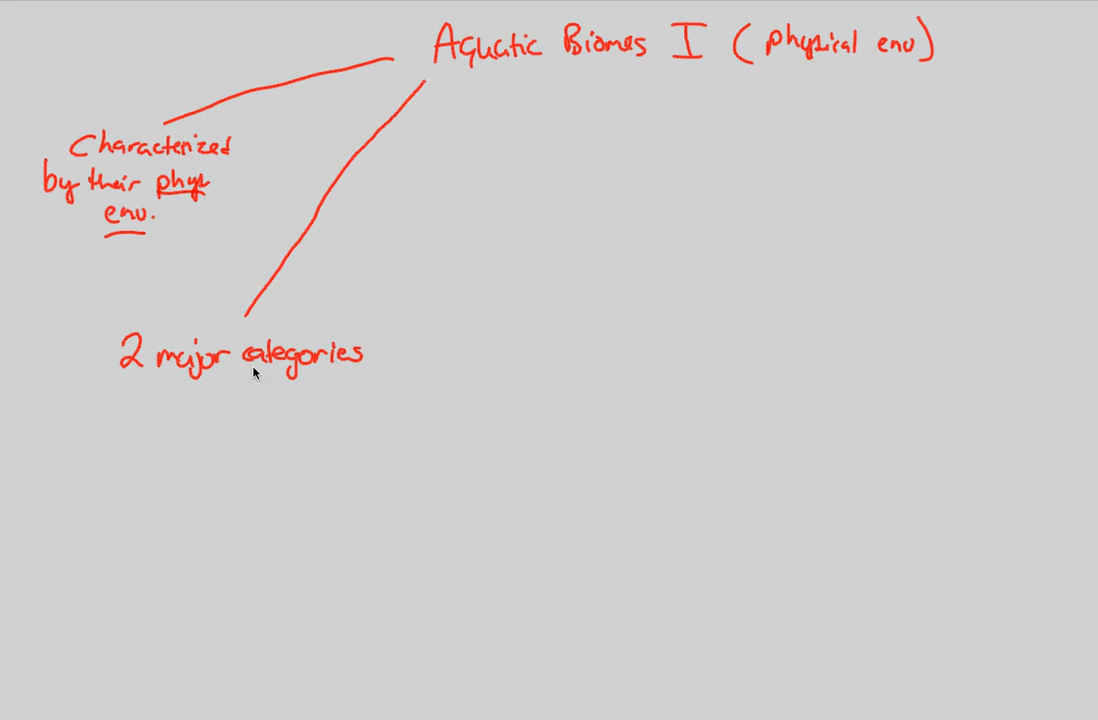 Aquatic Biomes I (physical env)
Characterized
by their phys
env.
2 major categories